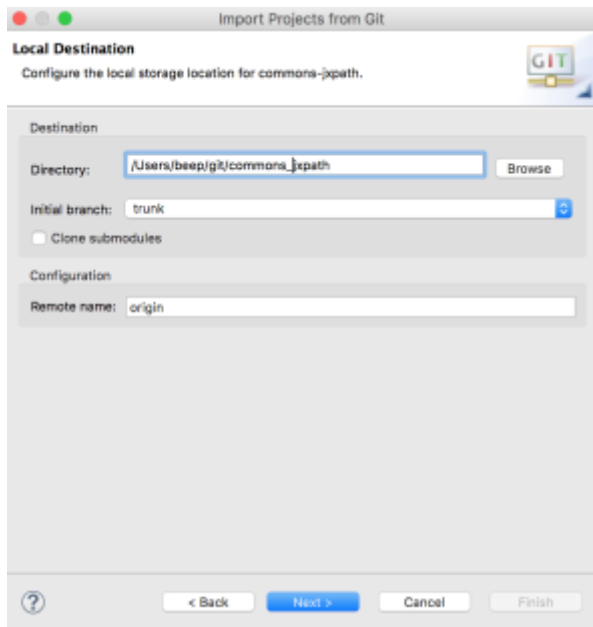 Import Projects from Git
Local Destination
Configure the local storage location for commons-jxpath.
GIT
Destination
Directory: /Users/beep/git/commons_jxpath Browse
Initial branch: trunk
Clone submodules
Configuration
Remote name: origin
? < Back Next > Cancel Finish